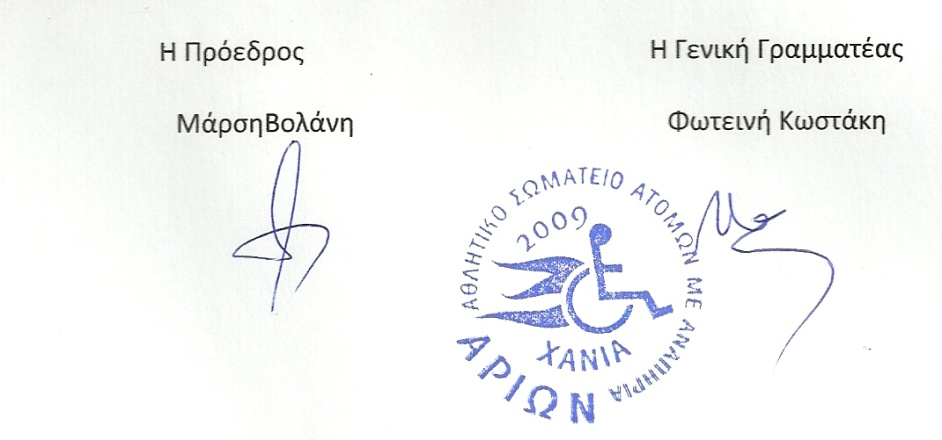 Η Πρόεδρος
Η Γενική Γραμματέας
ΜάρσηΒολάνη
Φωτεινή Κωστάκη
ΑΘΛΗΤΙΚΟ ΣΩΜΑΤΕΙΟ ΑΤΟΜΩΝ ΜΕ ΑΝΑΠΗΡΙΑ
2009
ΧΑΝΙΑ
ΑΡΙΩΝ